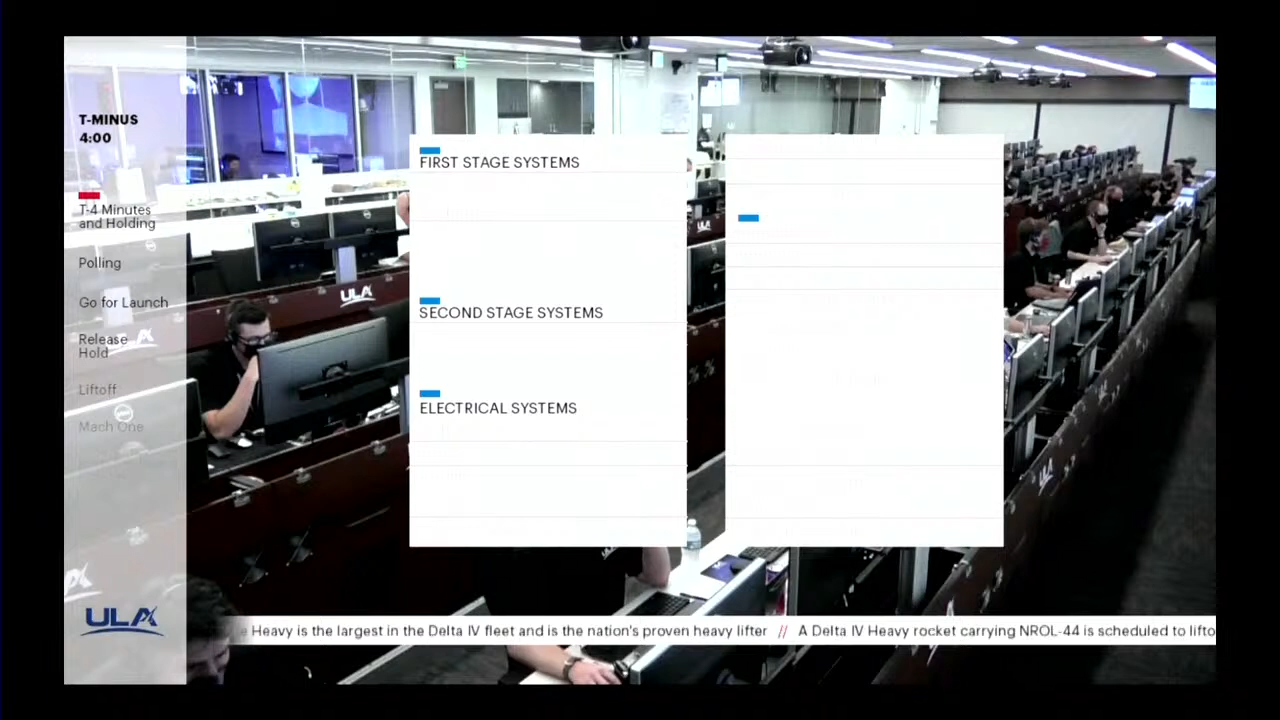 T-MINUS
4:00
T-4 Minutes
and Holding
Polling
Go for Launch
Release
Hold
Liftoff
Mach One
ULA
FIRST STAGE SYSTEMS
SECOND STAGE SYSTEMS
ELECTRICAL SYSTEMS
ULA
ULA
e Heavy is the largest in the Delta IV fleet and is the nation's proven heavy lifter // A Delta IV Heavy rocket carrying NROL-44 is scheduled to lifto